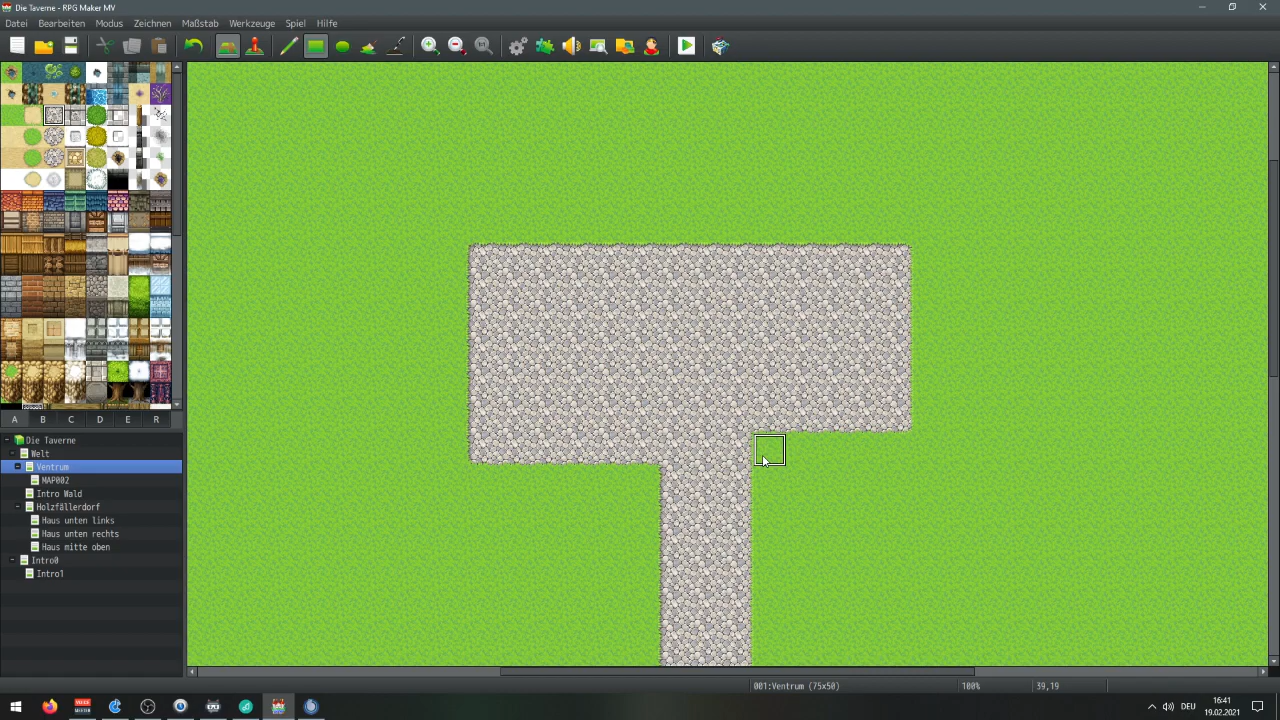 Die Taverne - RPG Maker MV
Datei Bearbeiten Modus Zeichnen Maßstab Werkzeuge Spiel Hilfe
A B C D E R
Die Taverne
Welt
Ventrum
MAP002
Intro Wald
Holzfällerdorf
Haus unten links
Haus unten rechts
Haus mitte oben
Intro0
Intro1
001:Ventrum (75x50) 100% 39,19
DEU
16:41
19.02.2021